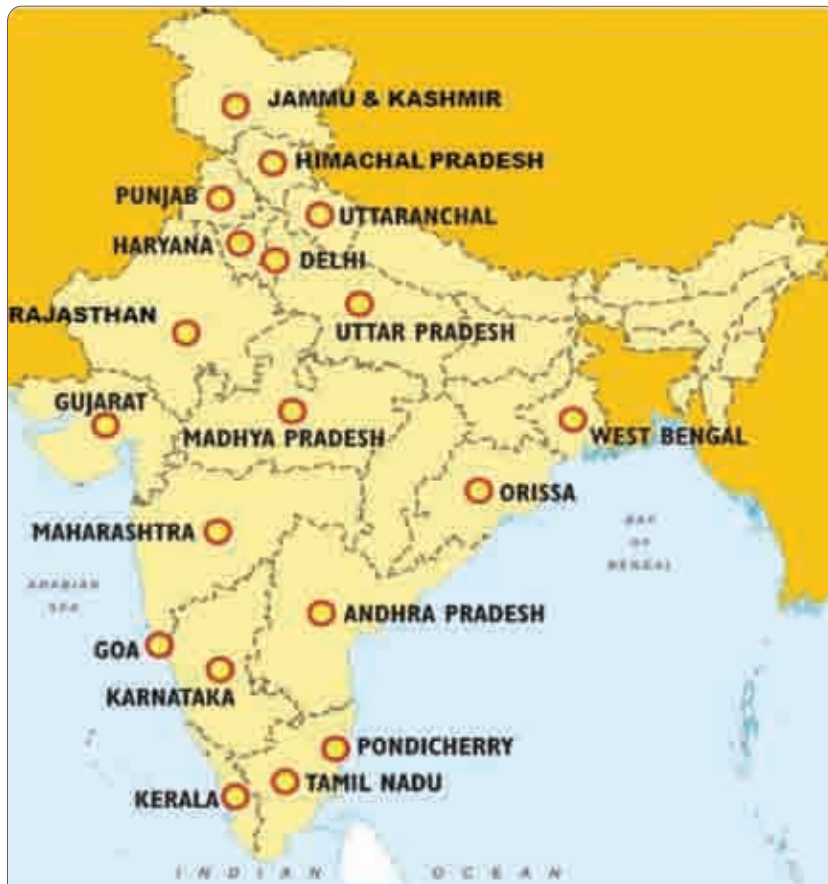 JAMMU & KASHMIR
HIMACHAL PRADESH
PUNJAB
UTTARANCHAL
HARYANA
DELHI
RAJASTHAN
UTTAR PRADESH
GUJARAT
MADHYA PRADESH
WEST BENGAL
ORISSA
MAHARASHTRA
BAY
OF
BENGAL
ARABIAN
SEA
ANDHRA PRADESH
GOA
KARNATAKA
PONDICHERRY
TAMIL NADU
KERALA
INDIAN OCEAN